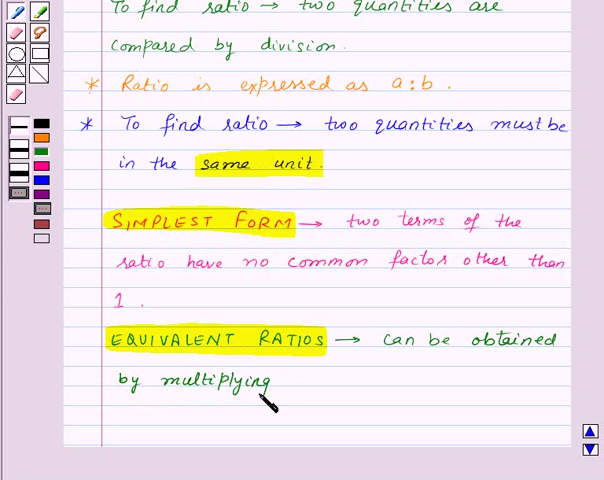 To find ratio → two quantities are
compared by division.
* Ratio is expressed as a:b.
* To find ratio → two quantities must be
in the same unit.
SIMPLEST FORM → two terms of the
ratio have no common factor other than
1.
EQUIVALENT RATIOS → can be obtained
by multiplying